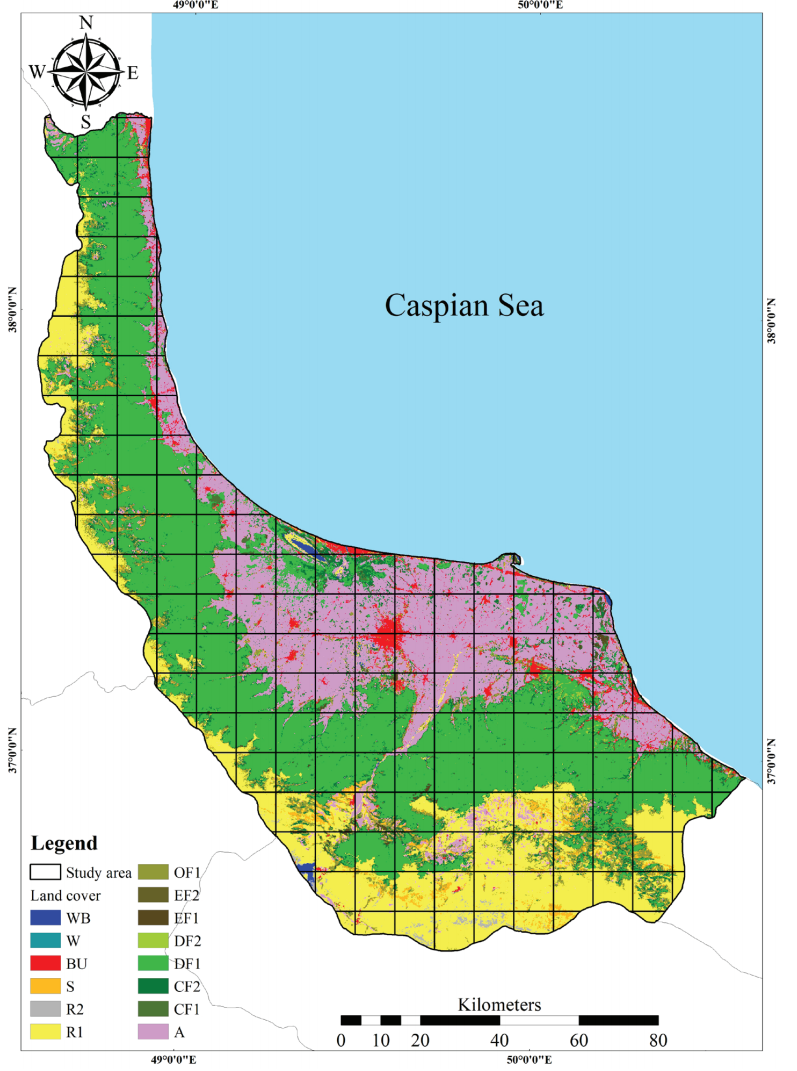 49°0'0"E 50°0'0"E
N
W E
S
38°0'0"N 38°0'0"N
Caspian Sea
37°0'0"N 37°0'0"N
Legend
Study area
Land cover
WB
W
BU
S
R2
R1
OF1
EF2
EF1
DF2
DF1
CF2
CF1
A
Kilometers
0 10 20 40 60 80
49°0'0"E 50°0'0"E